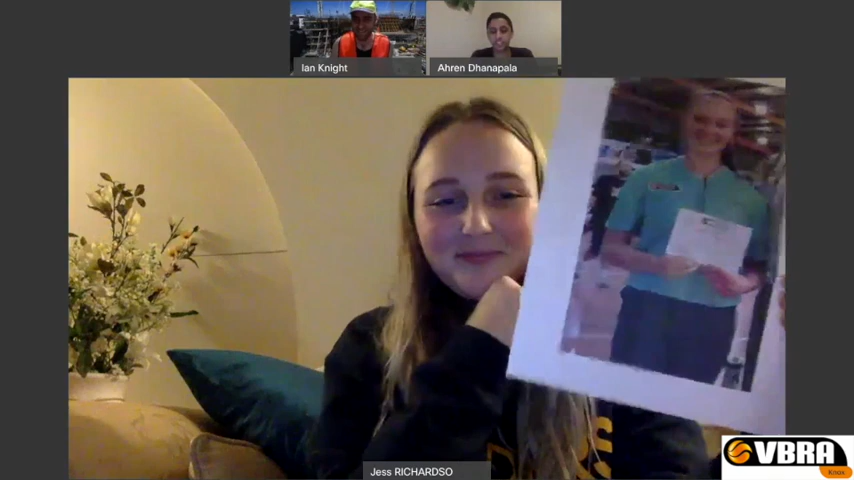 Ian Knight
Ahren Dhanapala
Jess RICHARDSO
VBRA
Knox